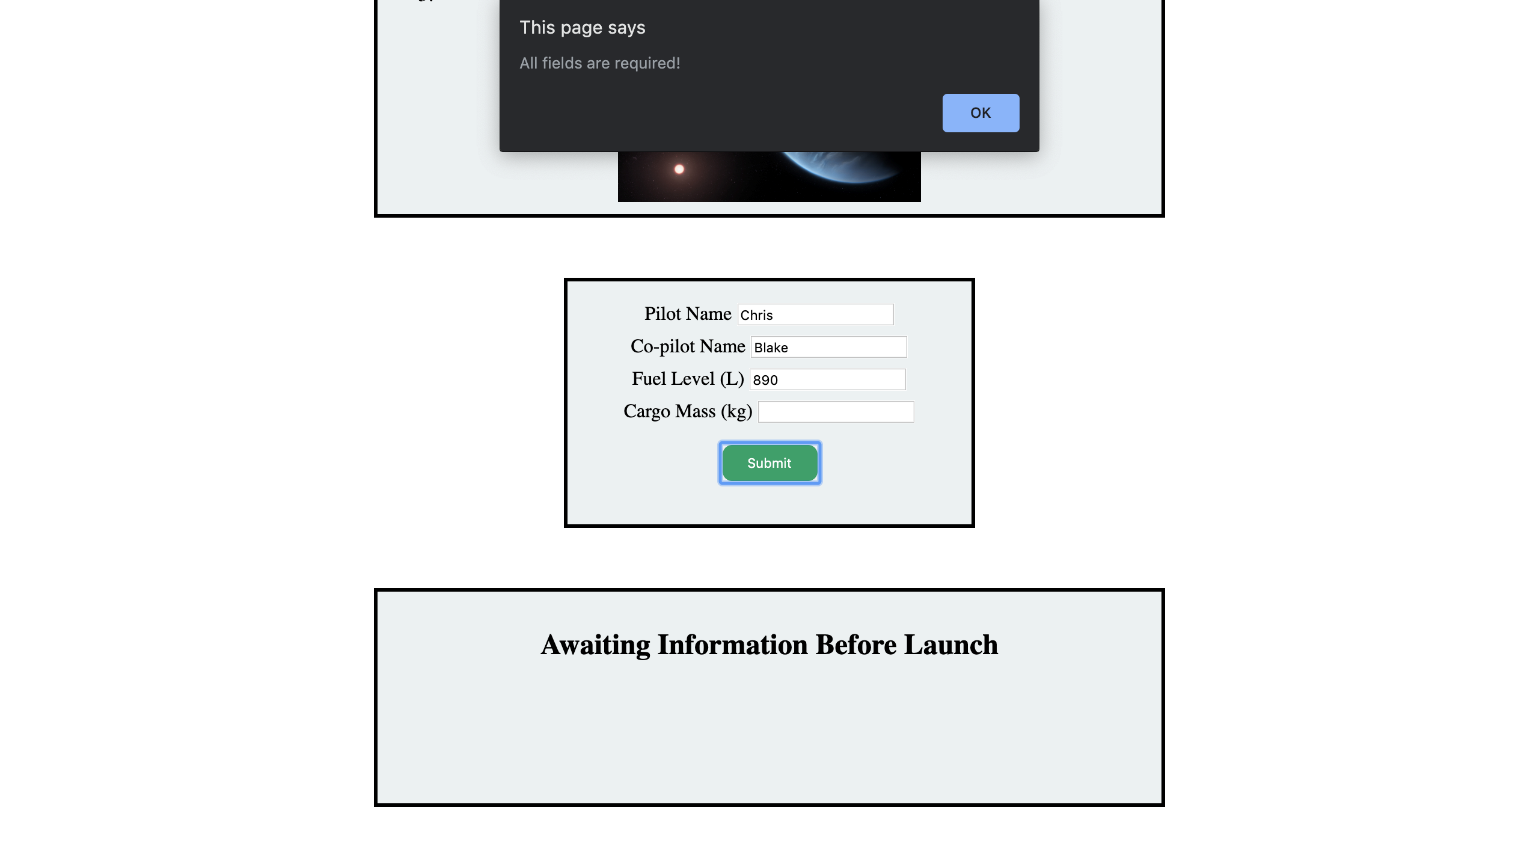 This page says
All fields are required!
OK
Pilot Name Chris
Co-pilot Name Blake
Fuel Level (L) 890
Cargo Mass (kg)
Submit
Awaiting Information Before Launch